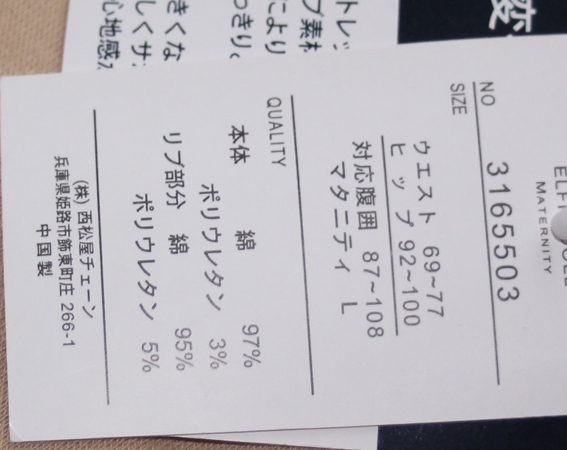 MATERNITY
NO 3165503
SIZE
ウエスト 69~77
ヒップ 92~100
対応腹囲 87~108
マタニティ L
QUALITY
本体 綿 97%
ポリウレタン 3%
リブ部分 綿 95%
ポリウレタン 5%
(株)西松屋チェーン
兵庫県姫路市飾東町庄 266-1
中国製